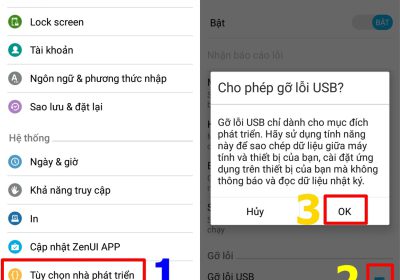 Lock screen
Tài khoản
Ngôn ngữ & phương thức nhập
Sao lưu & đặt lại
Hệ thống
Ngày & giờ
Khả năng truy cập
In
Cập nhật ZenUI APP
Tùy chọn nhà phát triển
1
Bật
BẬT
Nhận báo cáo lỗi
Cho phép gỡ lỗi USB?
Gỡ lỗi USB chỉ dành cho mục đích
phát triển. Hãy sử dụng tính năng
này để sao chép dữ liệu giữa máy
tính và thiết bị của bạn, cài đặt ứng
dụng trên thiết bị của bạn mà không
thông báo và đọc dữ liệu nhật ký.
Hủy
3
OK
Gỡ lỗi
Gỡ lỗi USB
2